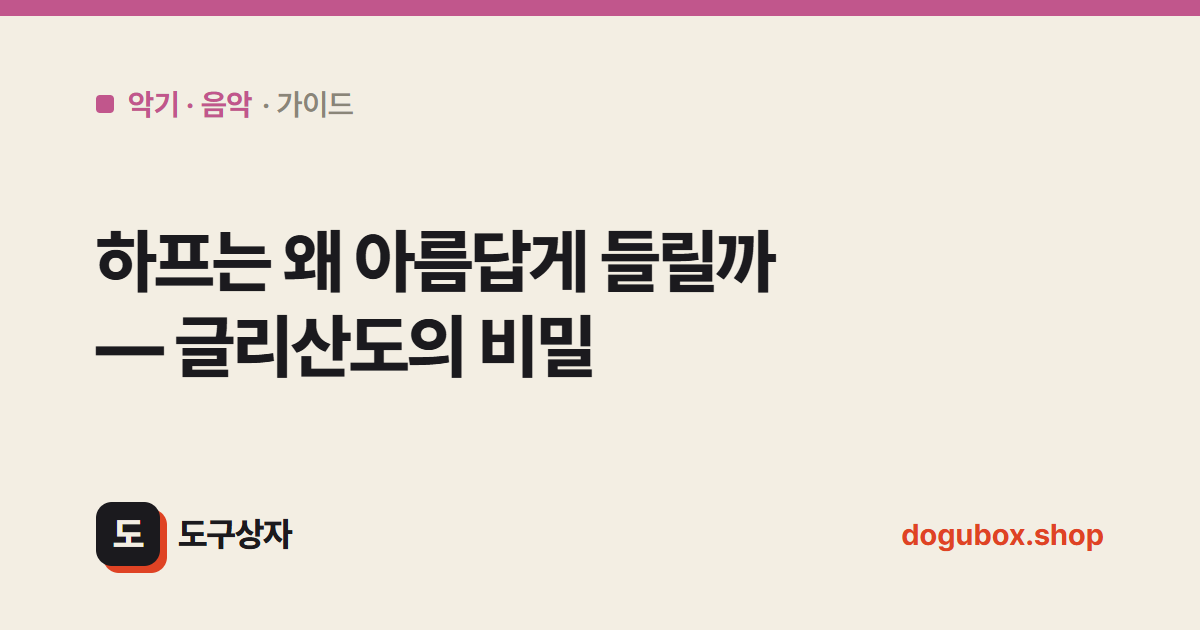 악기 · 음악 · 가이드
하프는 왜 아름답게 들릴까
— 글리산도의 비밀
도 도구상자
dogubox.shop